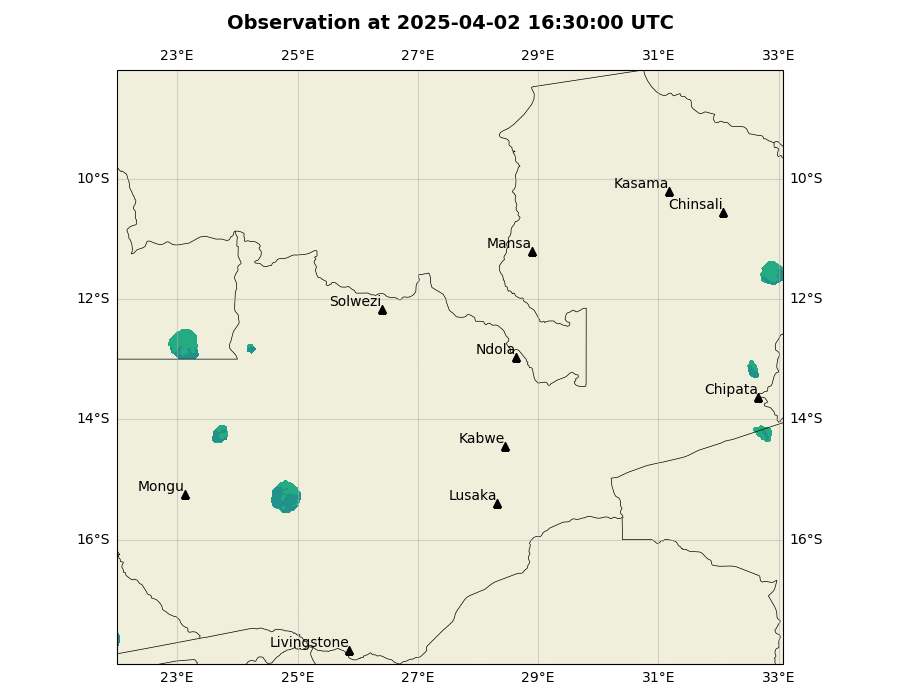 Observation at 2025-04-02 16:30:00 UTC
23°E 25°E 27°E 29°E 31°E 33°E
10°S 10°S
Kasama
Chinsali
Mansa
12°S 12°S
Solwezi
Ndola
Chipata
14°S 14°S
Kabwe
Mongu
Lusaka
16°S 16°S
Livingstone
23°E 25°E 27°E 29°E 31°E 33°E